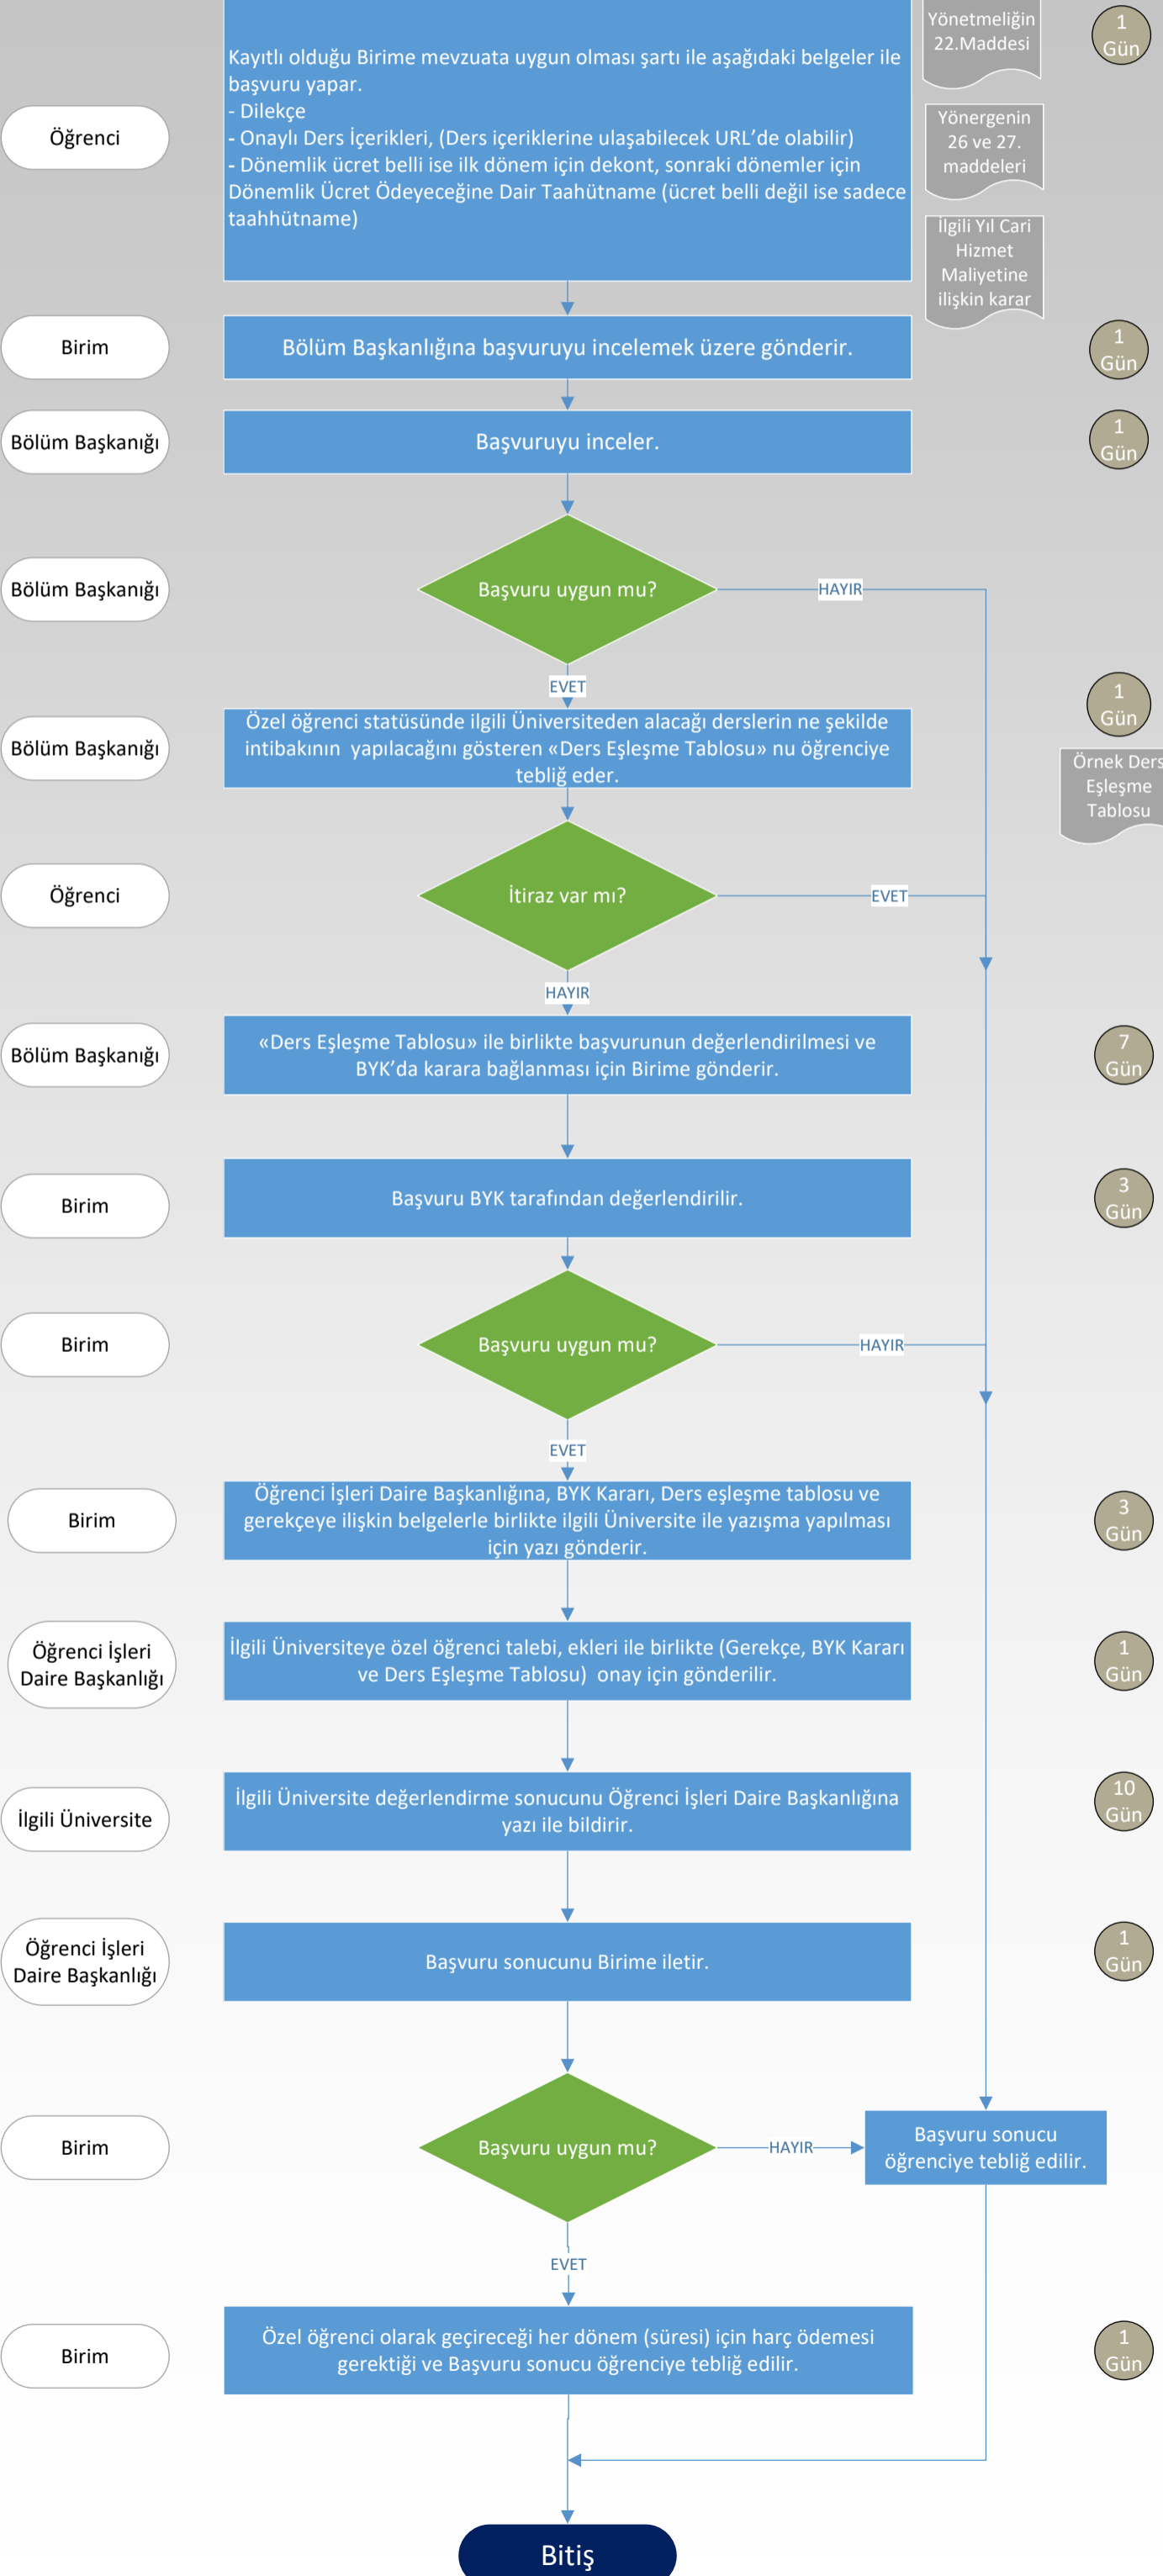 Yönetmeliğin
22.Maddesi
1
Gün
Öğrenci
Kayıtlı olduğu Birime mevzuata uygun olması şartı ile aşağıdaki belgeler ile
başvuru yapar.
- Dilekçe
- Onaylı Ders İçerikleri, (Ders içeriklerine ulaşabilecek URL’de olabilir)
- Dönemlik ücret belli ise ilk dönem için dekont, sonraki dönemler için
Dönemlik Ücret Ödeyeceğine Dair Taahütname (ücret belli değil ise sadece
taahhütname)
Yönergenin
26 ve 27.
maddeleri
İlgili Yıl Cari
Hizmet
Maliyetine
ilişkin karar
Birim
Bölüm Başkanlığına başvuruyu incelemek üzere gönderir.
1
Gün
Bölüm Başkanığı
Başvuruyu inceler.
1
Gün
Bölüm Başkanığı
Başvuru uygun mu?
HAYIR
EVET
Bölüm Başkanığı
Özel öğrenci statüsünde ilgili Üniversiteden alacağı derslerin ne şekilde
intibakının yapılacağını gösteren «Ders Eşleşme Tablosu» nu öğrenciye
tebliğ eder.
1
Gün
Örnek Ders
Eşleşme
Tablosu
Öğrenci
İtiraz var mı?
EVET
HAYIR
Bölüm Başkanığı
«Ders Eşleşme Tablosu» ile birlikte başvurunun değerlendirilmesi ve
BYK’da karara bağlanması için Birime gönderir.
7
Gün
Birim
Başvuru BYK tarafından değerlendirilir.
3
Gün
Birim
Başvuru uygun mu?
HAYIR
EVET
Birim
Öğrenci İşleri Daire Başkanlığına, BYK Kararı, Ders eşleşme tablosu ve
gerekçeye ilişkin belgelerle birlikte ilgili Üniversite ile yazışma yapılması
için yazı gönderir.
3
Gün
Öğrenci İşleri
Daire Başkanlığı
İlgili Üniversiteye özel öğrenci talebi, ekleri ile birlikte (Gerekçe, BYK Kararı
ve Ders Eşleşme Tablosu) onay için gönderilir.
1
Gün
İlgili Üniversite
İlgili Üniversite değerlendirme sonucunu Öğrenci İşleri Daire Başkanlığına
yazı ile bildirir.
10
Gün
Öğrenci İşleri
Daire Başkanlığı
Başvuru sonucunu Birime iletir.
1
Gün
Birim
Başvuru uygun mu?
HAYIR
Başvuru sonucu
öğrenciye tebliğ edilir.
EVET
Birim
Özel öğrenci olarak geçireceği her dönem (süresi) için harç ödemesi
gerektiği ve Başvuru sonucu öğrenciye tebliğ edilir.
1
Gün
Bitiş